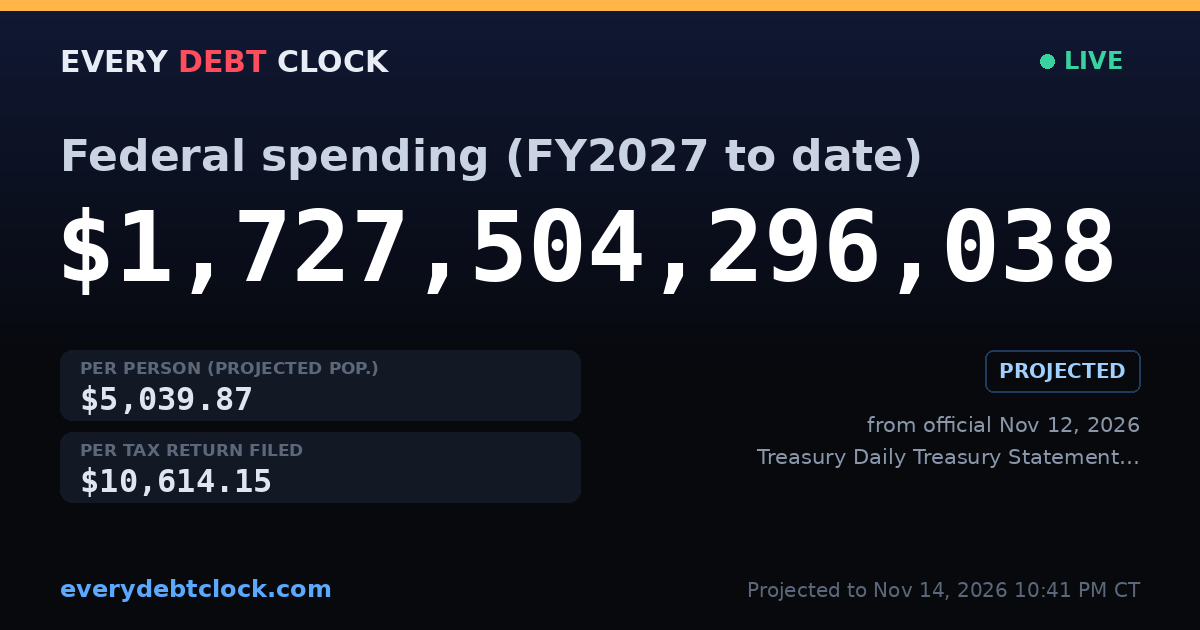 EVERY DEBT CLOCK
LIVE
Federal spending (FY2027 to date)
$1,727,504,296,038
PER PERSON (PROJECTED POP.)
$5,039.87
PER TAX RETURN FILED
$10,614.15
PROJECTED
from official Nov 12, 2026
Treasury Daily Treasury Statement…
everydebtclock.com
Projected to Nov 14, 2026 10:41 PM CT